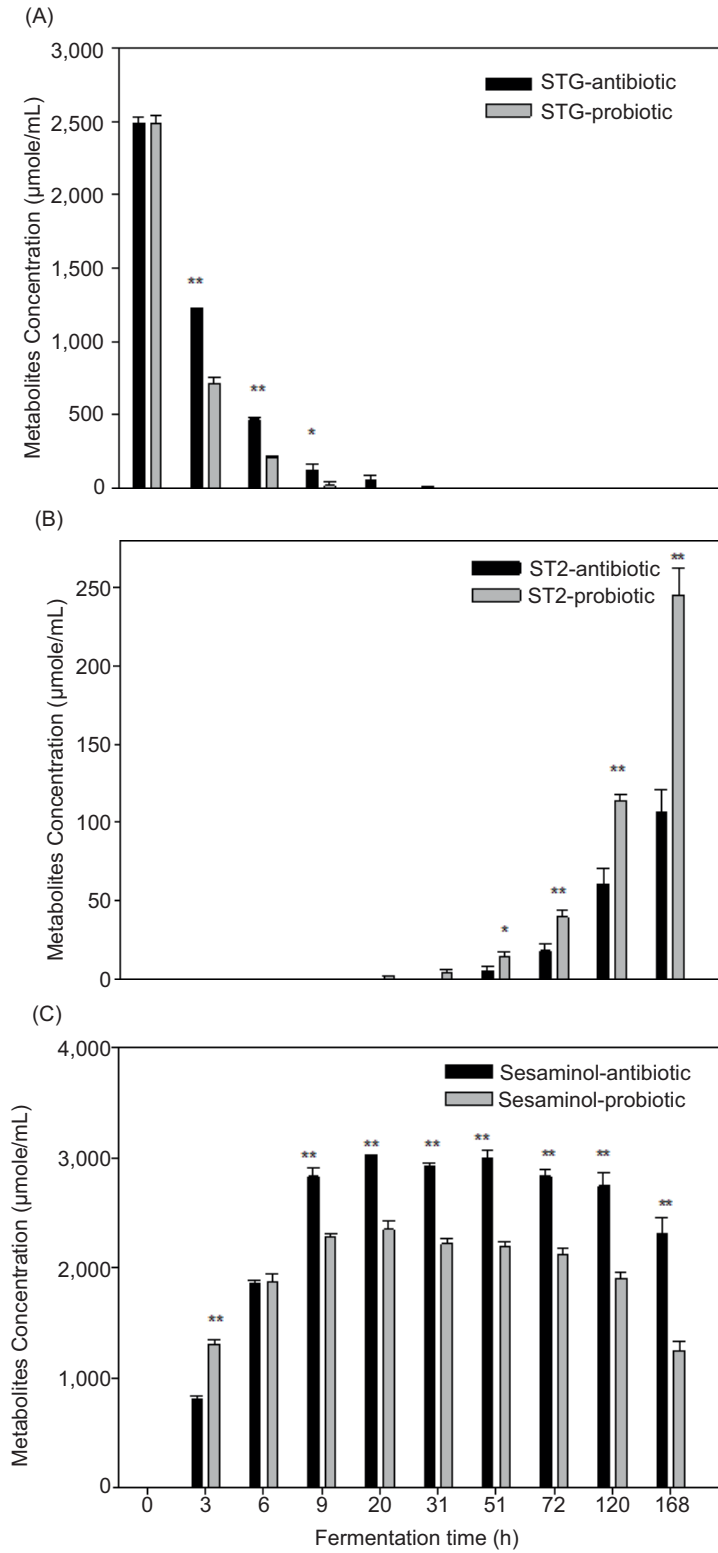 (A)
Metabolites Concentration (µmole/mL)
3,000
2,500
2,000
1,500
1,000
500
0
STG-antibiotic
STG-probiotic
**
**
*
(B)
Metabolites Concentration (µmole/mL)
250
200
150
100
50
0
ST2-antibiotic
ST2-probiotic
*
**
**
**
(C)
Metabolites Concentration (µmole/mL)
4,000
3,000
2,000
1,000
0
Sesaminol-antibiotic
Sesaminol-probiotic
**
**
**
**
**
**
**
**
0 3 6 9 20 31 51 72 120 168
Fermentation time (h)